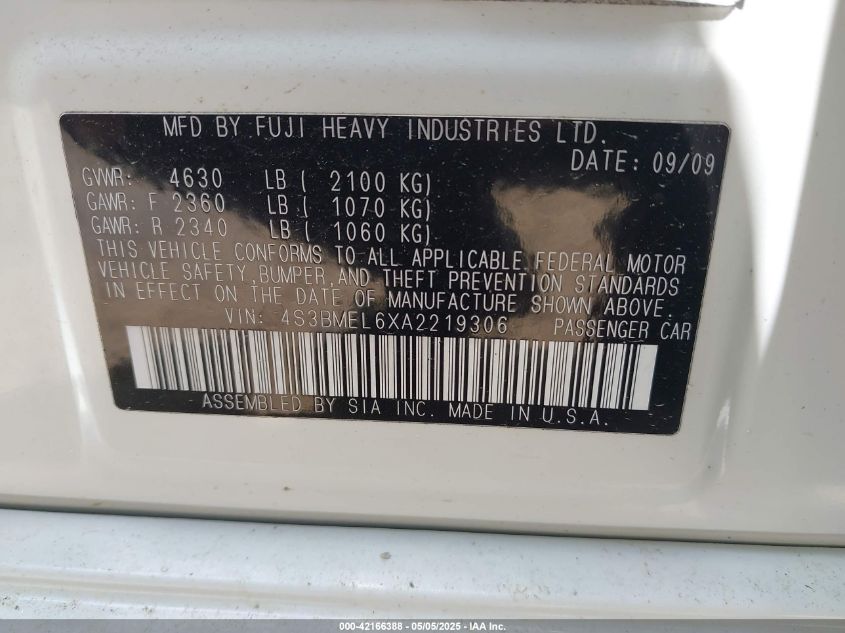 MFD BY FUJI HEAVY INDUSTRIES LTD.
DATE: 09/09
GVWR: 4630 LB ( 2100 KG)
GAWR: F 2360 LB ( 1070 KG)
GAWR: R 2340 LB ( 1060 KG)
THIS VEHICLE CONFORMS TO ALL APPLICABLE FEDERAL MOTOR
VEHICLE SAFETY, BUMPER, AND THEFT PREVENTION STANDARDS
IN EFFECT ON THE DATE OF MANUFACTURE SHOWN ABOVE.
VIN: 4S3BMEL6XA2219306 PASSENGER CAR
ASSEMBLED BY SIA INC. MADE IN U.S.A.
000-42166388 - 05/05/2025 - IAA Inc.